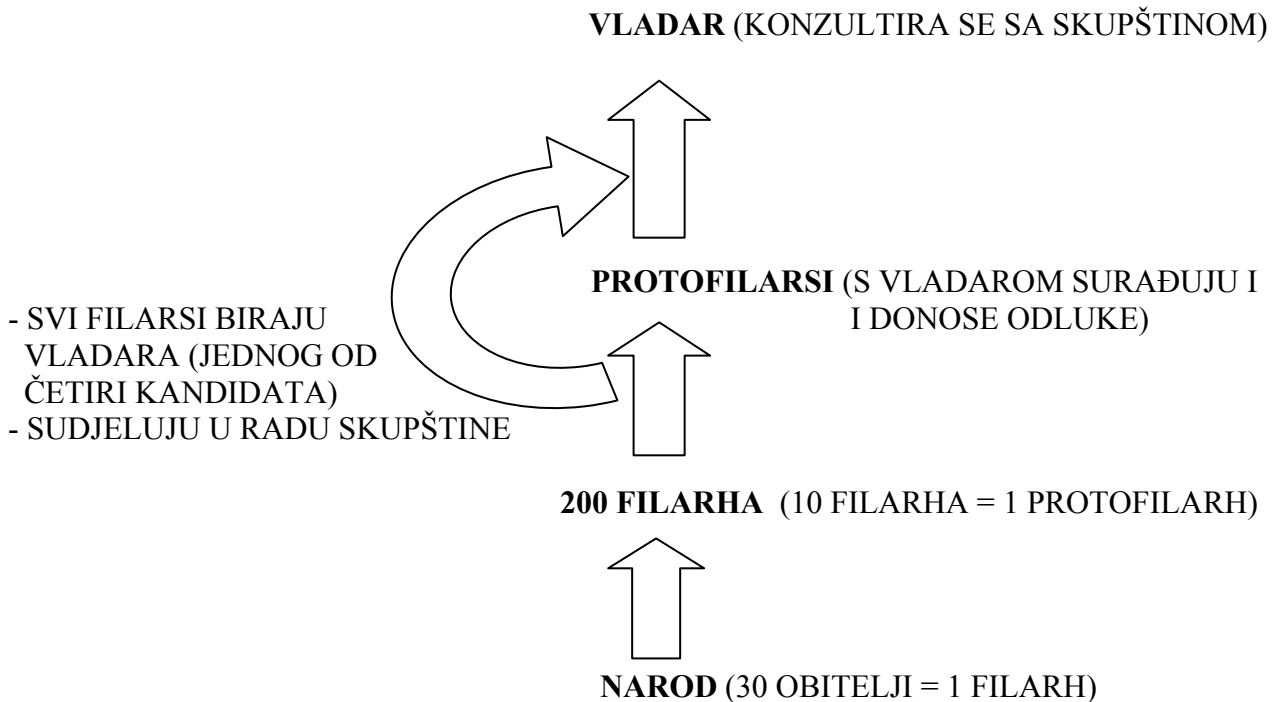 VLADAR (KONZULTIRA SE SA SKUPŠTINOM)
PROTOFILARSI (S VLADAROM SURAĐUJU I
I DONOSE ODLUKE)
- SVI FILARSI BIRAJU
VLADARA (JEDNOG OD
ČETIRI KANDIDATA)
- SUDJELUJU U RADU SKUPŠTINE
200 FILARHA (10 FILARHA = 1 PROTOFILARH)
NAROD (30 OBITELJI = 1 FILARH)